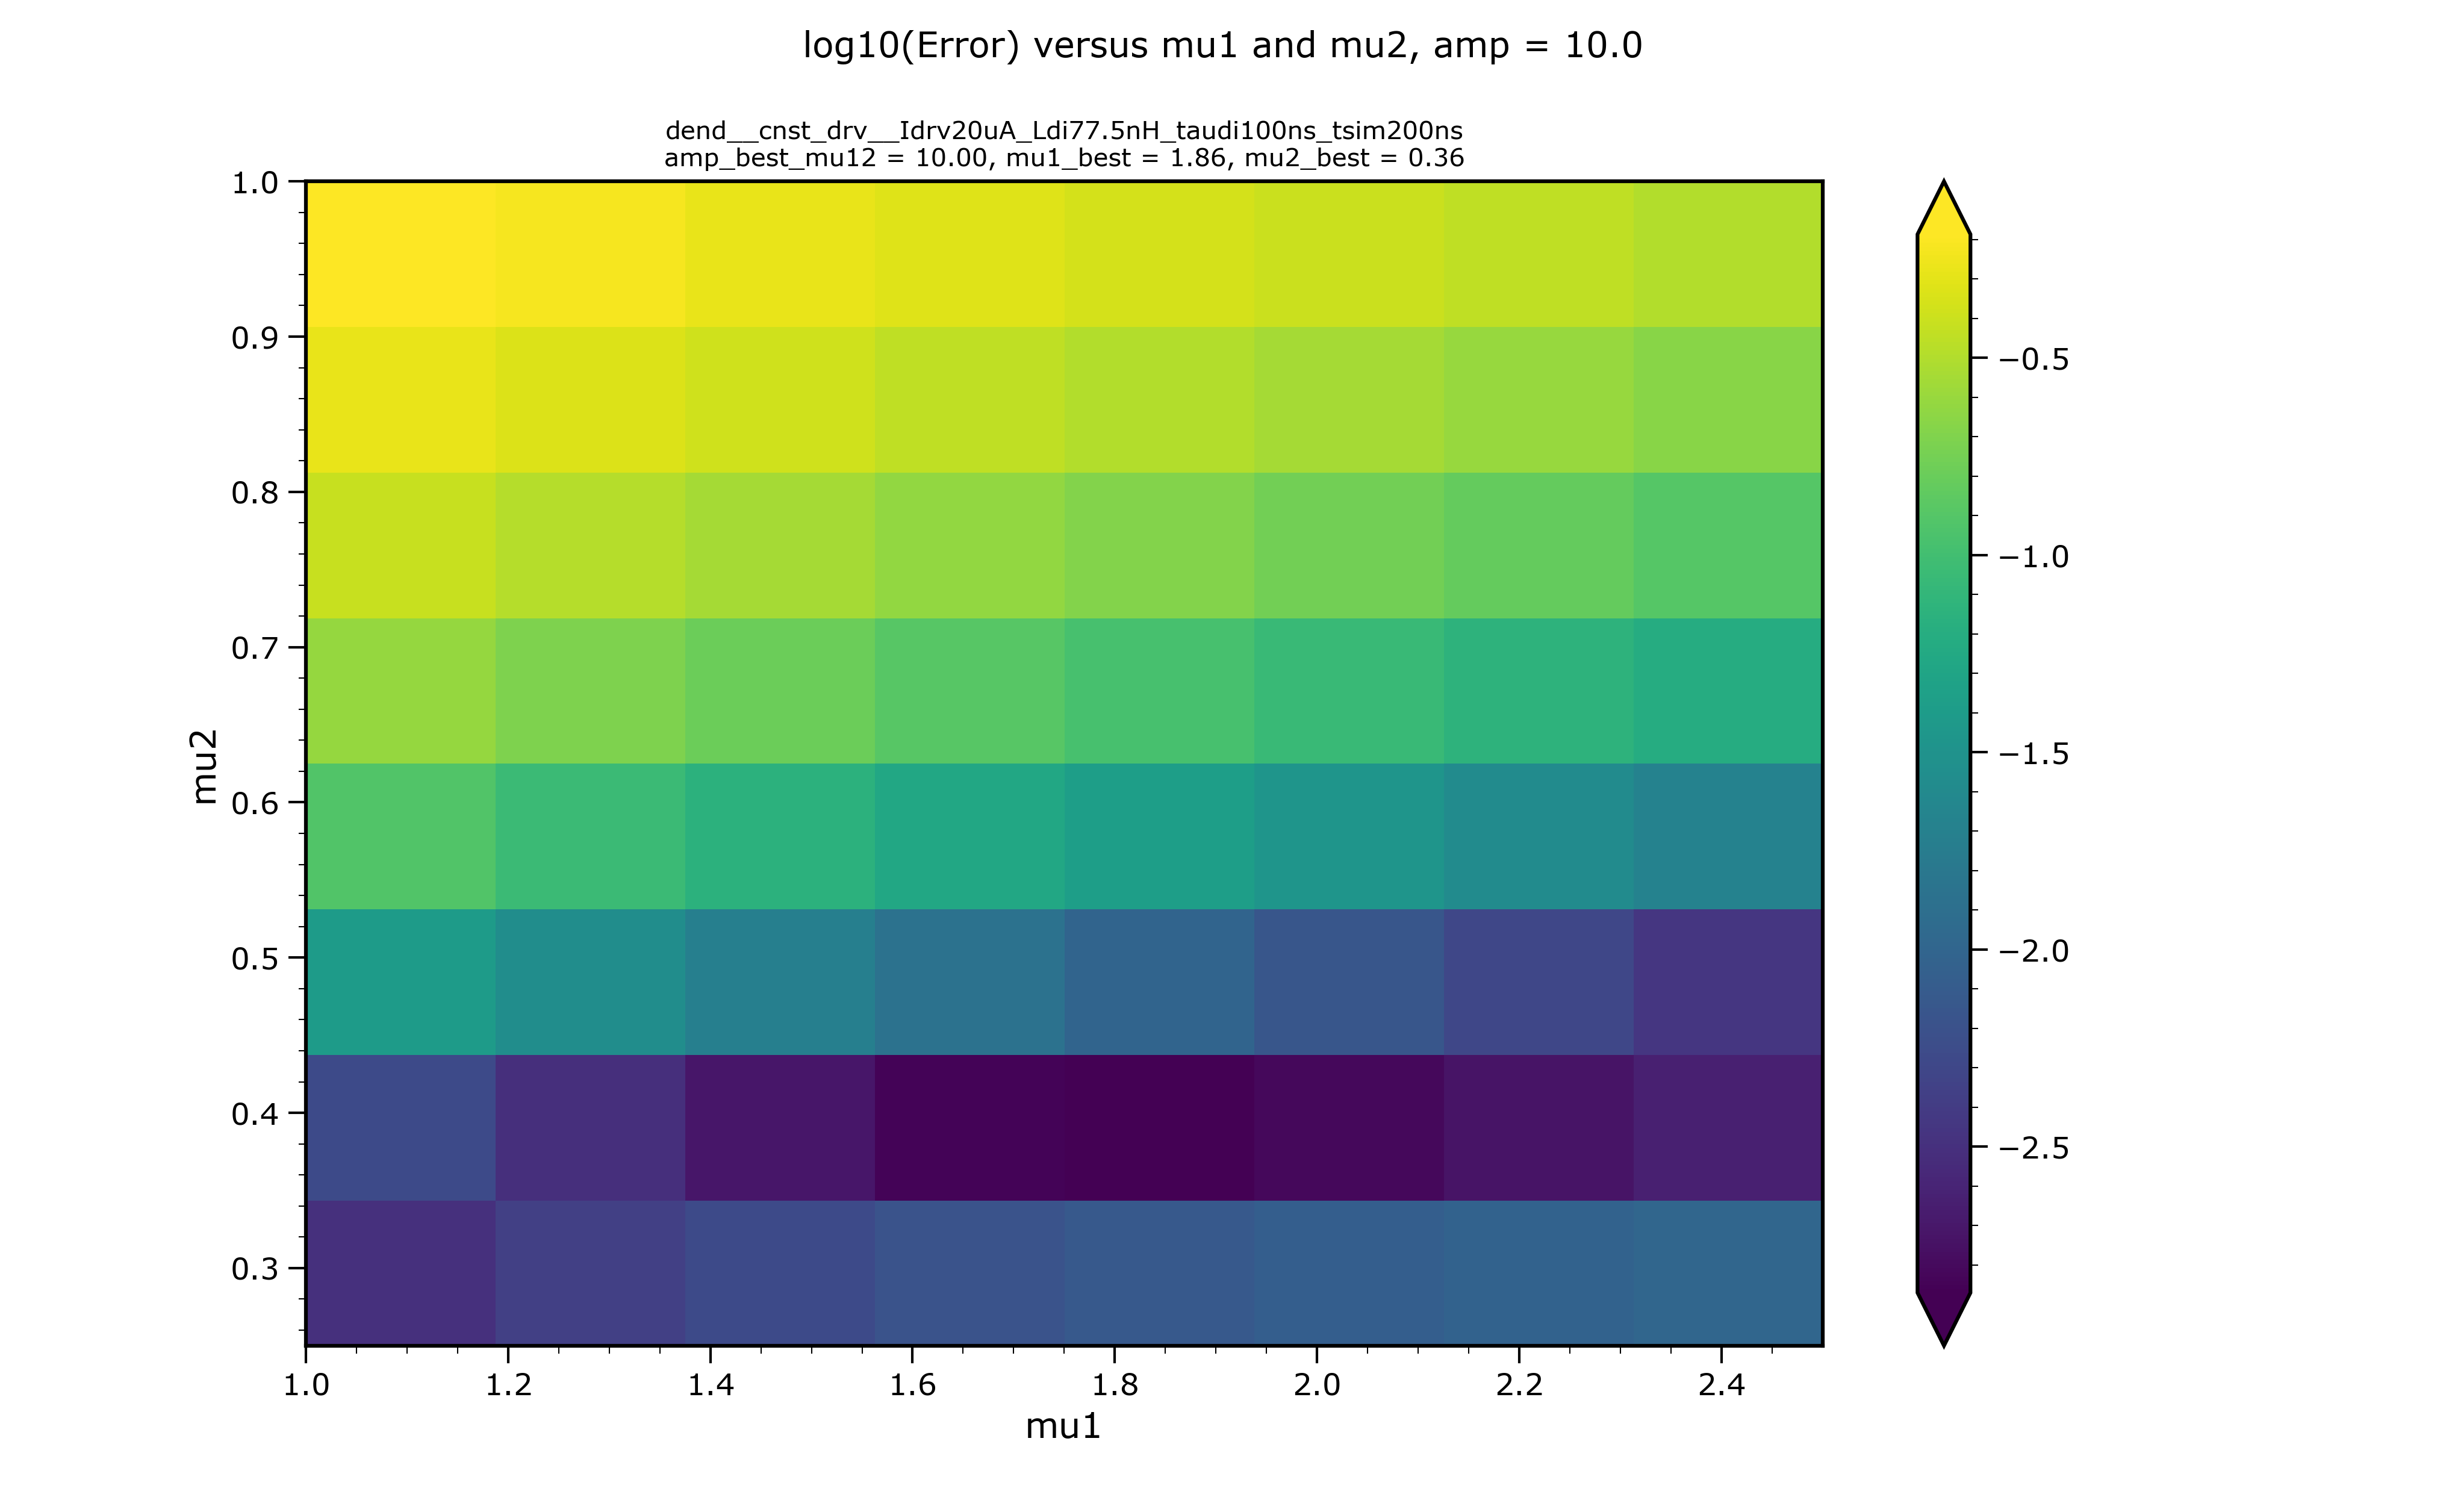 log10(Error) versus mu1 and mu2, amp = 10.0
dend__cnst_drv__Idrv20uA_Ldi77.5nH_taudi100ns_tsim200ns
amp_best_mu12 = 10.00, mu1_best = 1.86, mu2_best = 0.36
1.0
0.9
0.8
0.7
0.6
0.5
0.4
0.3
mu2
1.0 1.2 1.4 1.6 1.8 2.0 2.2 2.4
mu1
−0.5
−1.0
−1.5
−2.0
−2.5